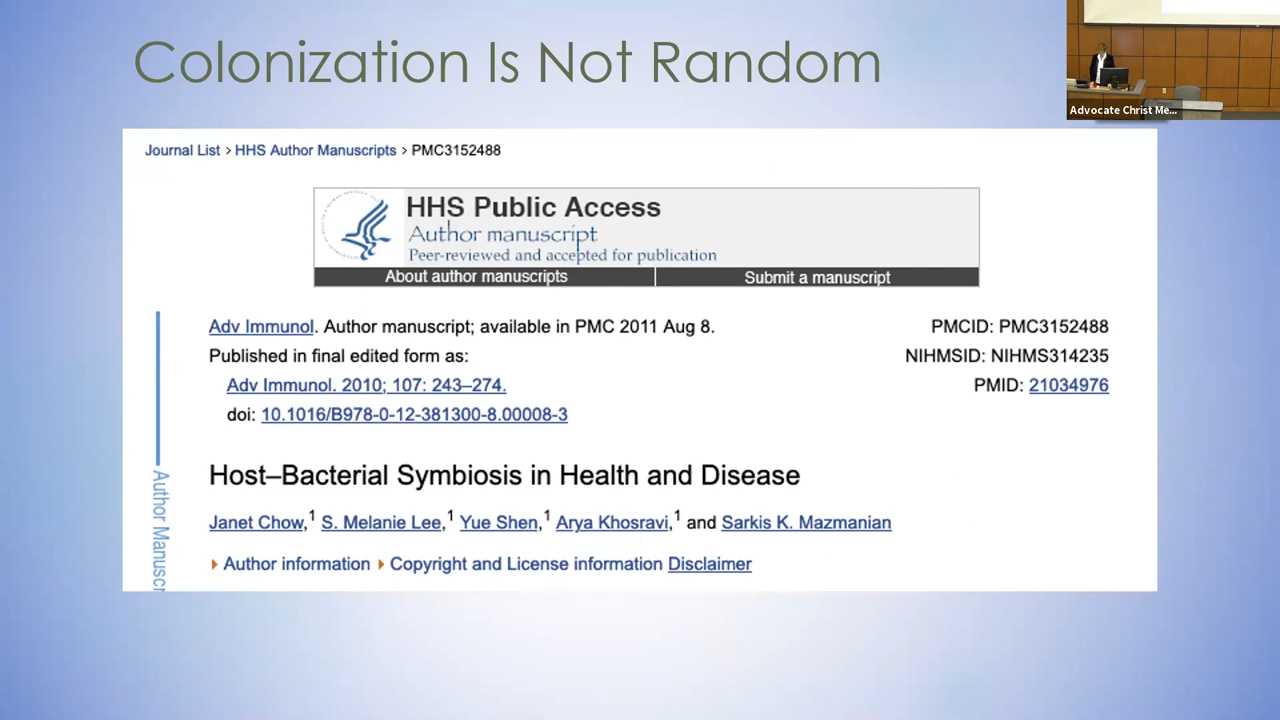 Colonization Is Not Random
Advocate Christ Me...
Journal List > HHS Author Manuscripts > PMC3152488
HHS Public Access
Author manuscript
Peer-reviewed and accepted for publication
About author manuscripts
Submit a manuscript
Adv Immunol. Author manuscript; available in PMC 2011 Aug 8.
PMCID: PMC3152488
Published in final edited form as:
NIHMSID: NIHMS314235
Adv Immunol. 2010; 107: 243–274.
PMID: 21034976
doi: 10.1016/B978-0-12-381300-8.00008-3
Host–Bacterial Symbiosis in Health and Disease
Janet Chow,1 S. Melanie Lee,1 Yue Shen,1 Arya Khosravi,1 and Sarkis K. Mazmanian
Author information Copyright and License information Disclaimer
Author Manuscr